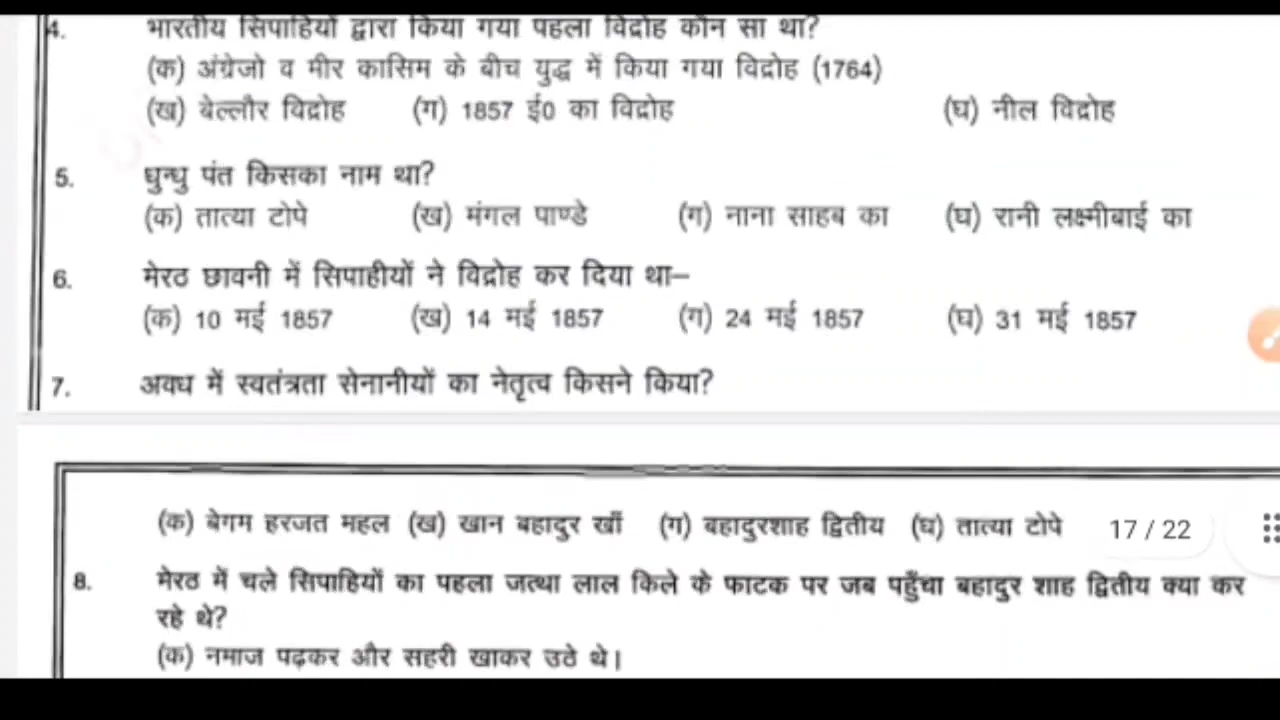 4. भारतीय सिपाहियों द्वारा किया गया पहला विद्रोह कौन सा था?
(क) अंग्रेजो व मीर कासिम के बीच युद्ध में किया गया विद्रोह (1764)
(ख) बेल्लौर विद्रोह (ग) 1857 ई0 का विद्रोह (घ) नील विद्रोह
5. धुन्धु पंत किसका नाम था?
(क) तात्या टोपे (ख) मंगल पाण्डे (ग) नाना साहब का (घ) रानी लक्ष्मीबाई का
6. मेरठ छावनी में सिपाहीयों ने विद्रोह कर दिया था–
(क) 10 मई 1857 (ख) 14 मई 1857 (ग) 24 मई 1857 (घ) 31 मई 1857
7. अवध में स्वतंत्रता सेनानीयों का नेतृत्व किसने किया?
(क) बेगम हरजत महल (ख) खान बहादुर खाँ (ग) बहादुरशाह द्वितीय (घ) तात्या टोपे 17 / 22
8. मेरठ में चले सिपाहियों का पहला जत्था लाल किले के फाटक पर जब पहुँचा बहादुर शाह द्वितीय क्या कर
रहे थे?
(क) नमाज पढ़कर और सहरी खाकर उठे थे।